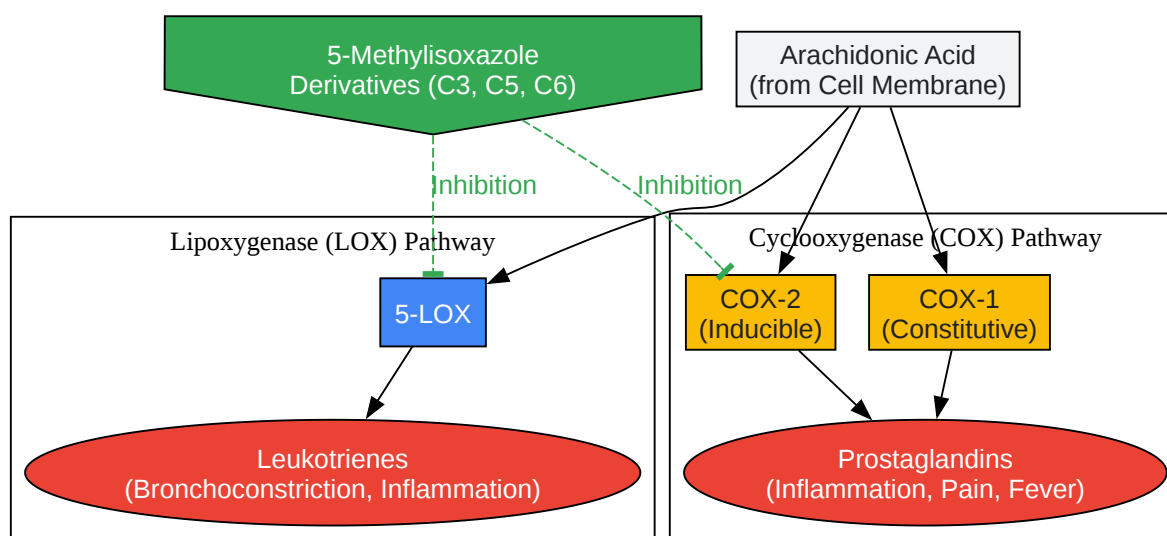 5-Methylisoxazole
Derivatives (C3, C5, C6)
Arachidonic Acid
(from Cell Membrane)
Inhibition
Inhibition
Lipoxygenase (LOX) Pathway
Cyclooxygenase (COX) Pathway
5-LOX
COX-2
(Inducible)
COX-1
(Constitutive)
Leukotrienes
(Bronchoconstriction, Inflammation)
Prostaglandins
(Inflammation, Pain, Fever)